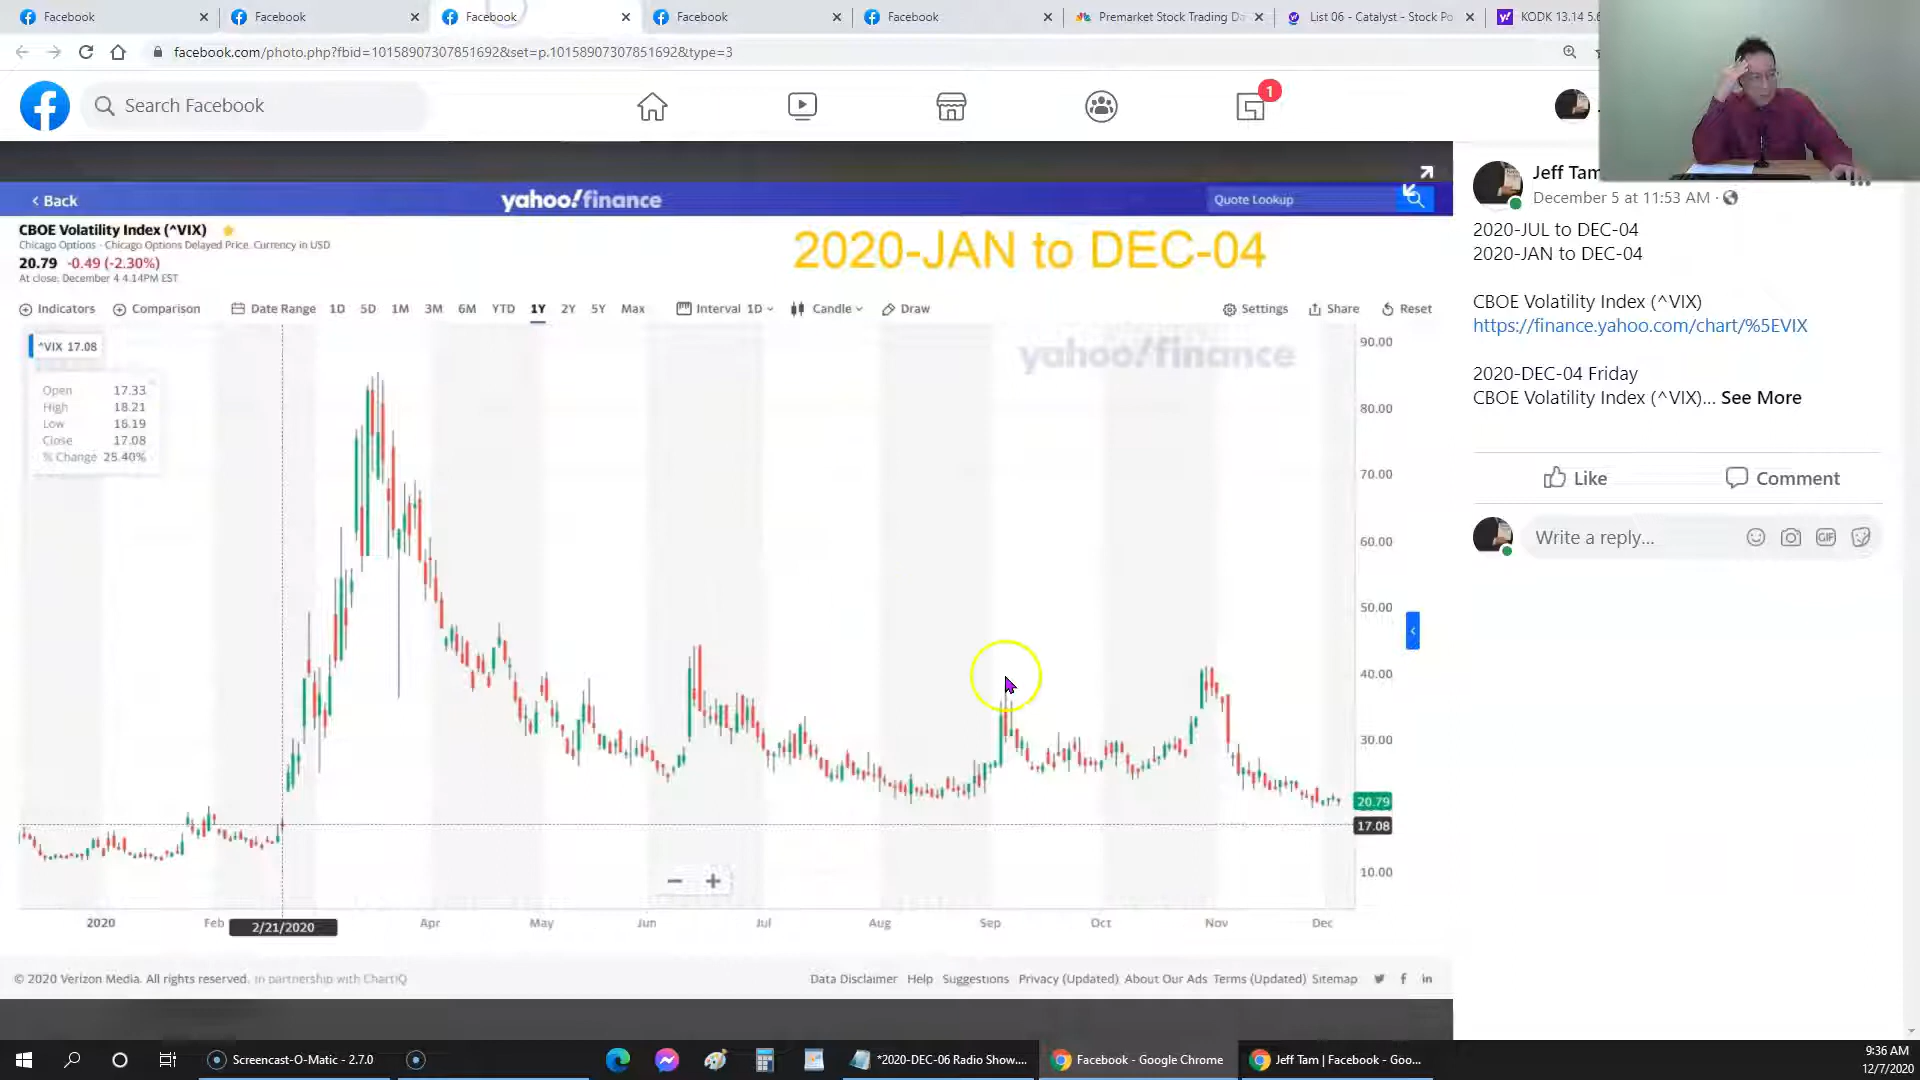 Facebook
Facebook
Facebook
Facebook
Facebook
Premarket Stock Trading Da
List 06 - Catalyst - Stock Po
KODK 13.14 5.6
facebook.com/photo.php?fbid=10158907307851692&set=p.10158907307851692&type=3
Search Facebook
1
Back
yahoo!finance
Quote Lookup
CBOE Volatility Index (^VIX)
Chicago Options - Chicago Options Delayed Price. Currency in USD
20.79 -0.49 (-2.30%)
At close: December 4 4:14PM EST
2020-JAN to DEC-04
Indicators Comparison Date Range 1D 5D 1M 3M 6M YTD 1Y 2Y 5Y Max Interval 1D Candle Draw Settings Share Reset
^VIX 17.08
yahoo!finance
Open 17.33
High 18.21
Low 16.19
Close 17.08
% Change 25.40%
90.00
80.00
70.00
60.00
50.00
40.00
30.00
20.79
17.08
10.00
2020 Feb 2/21/2020 Apr May Jun Jul Aug Sep Oct Nov Dec
© 2020 Verizon Media. All rights reserved. In partnership with ChartIQ
Data Disclaimer Help Suggestions Privacy (Updated) About Our Ads Terms (Updated) Sitemap
Jeff Tam
December 5 at 11:53 AM ·
2020-JUL to DEC-04
2020-JAN to DEC-04
CBOE Volatility Index (^VIX)
https://finance.yahoo.com/chart/%5EVIX
2020-DEC-04 Friday
CBOE Volatility Index (^VIX)... See More
Like Comment
Write a reply...
GIF
Screencast-O-Matic - 2.7.0
*2020-DEC-06 Radio Show....
Facebook - Google Chrome
Jeff Tam | Facebook - Goo...
9:36 AM
12/7/2020